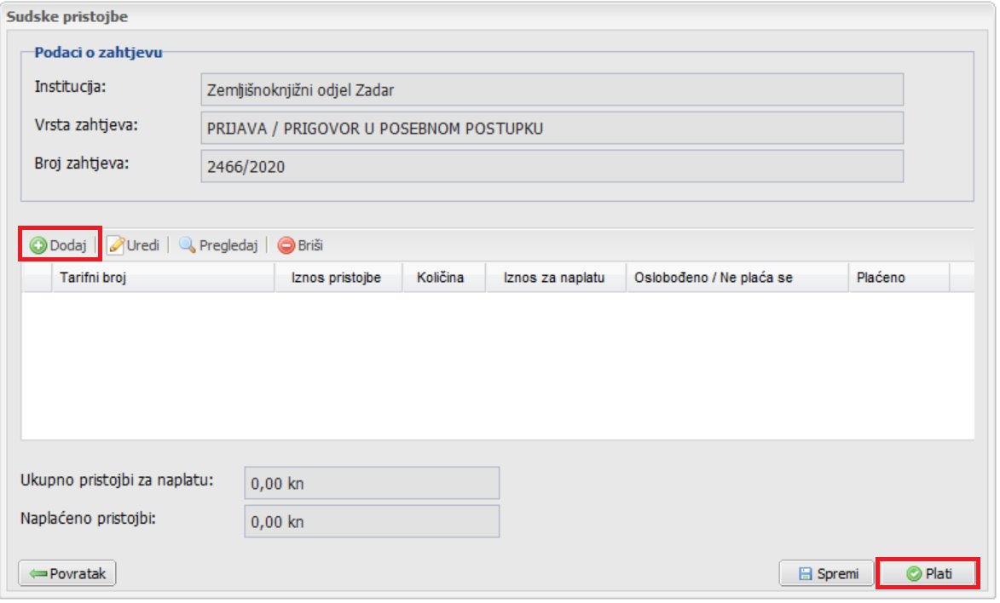 Sudske pristojbe
Podaci o zahtjevu
Institucija: Zemljišnoknjižni odjel Zadar
Vrsta zahtjeva: PRIJAVA / PRIGOVOR U POSEBNOM POSTUPKU
Broj zahtjeva: 2466/2020
Dodaj Uredi Pregledaj Briši
Tarifni broj Iznos pristojbe Količina Iznos za naplatu Oslobođeno / Ne plaća se Plaćeno
Ukupno pristojbi za naplatu: 0,00 kn
Naplaćeno pristojbi: 0,00 kn
Povratak Spremi Plati